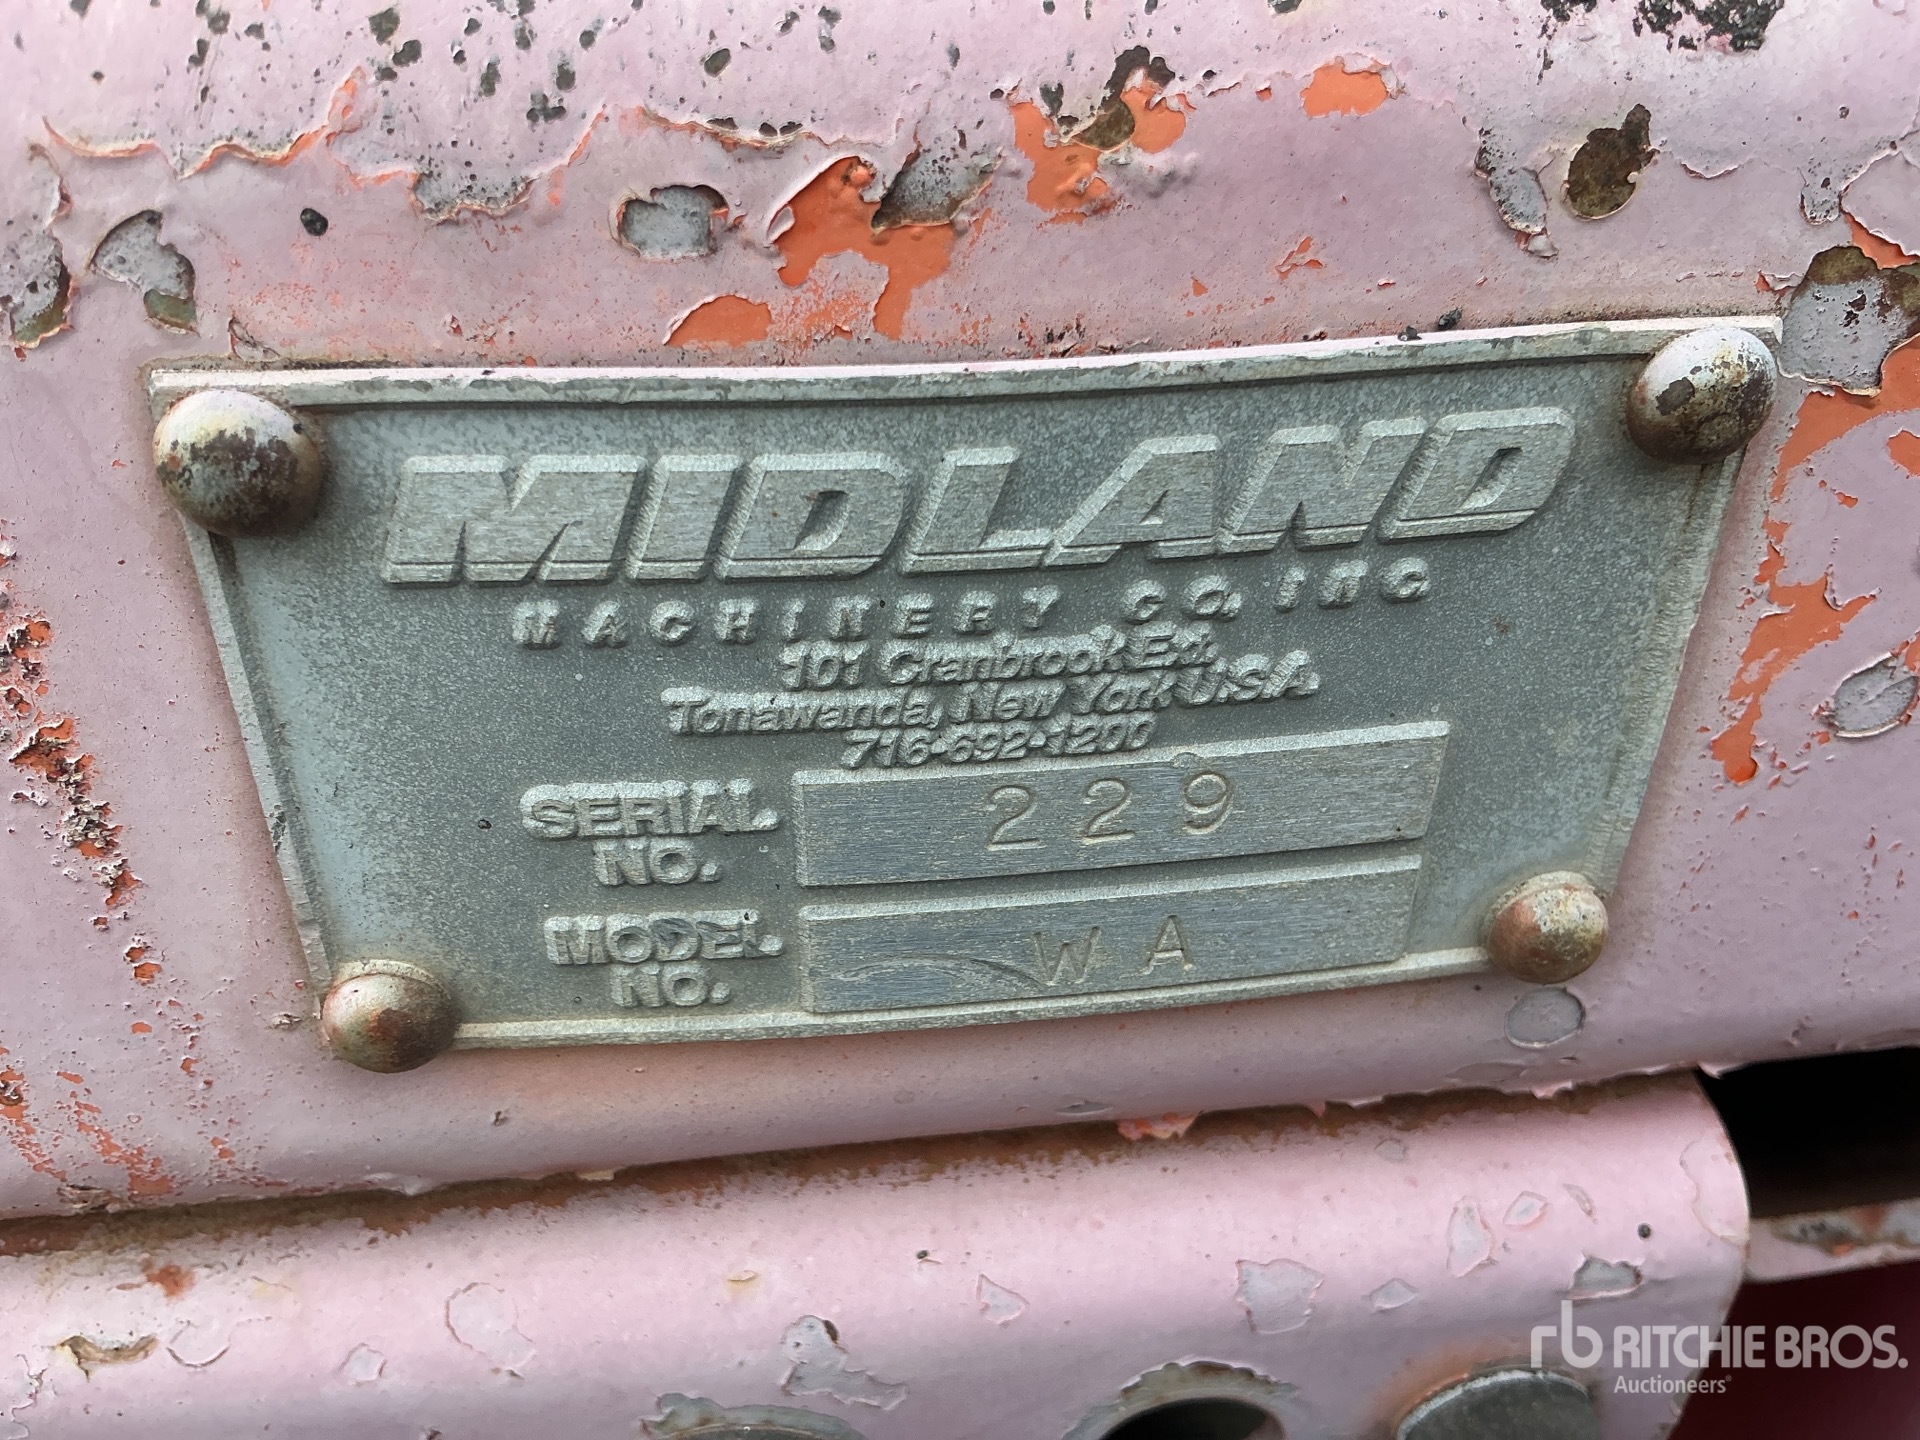 MIDLAND
MACHINERY CO. INC
101 Cranbrook Ext.
Tonawanda, New York U.S.A.
716-692-1200
SERIAL NO. 229
MODEL NO. WA
rb RITCHIE BROS.
Auctioneers®